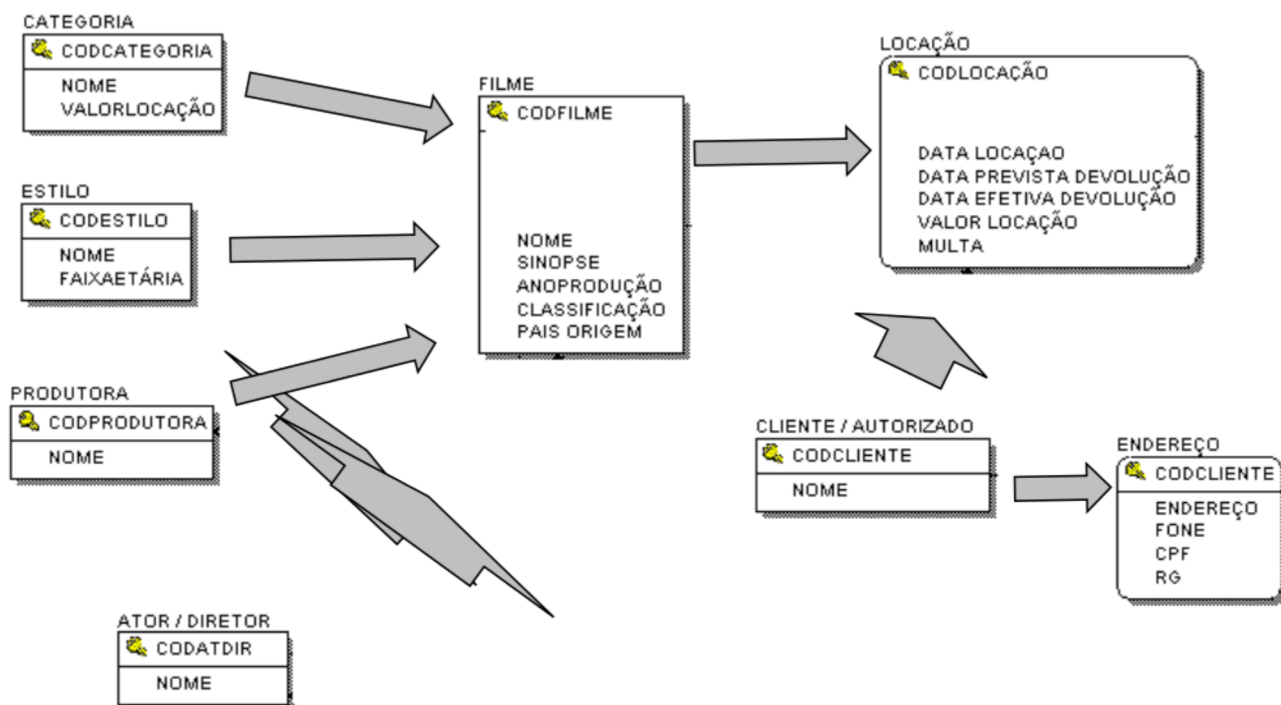 CATEGORIA
CODCATEGORIA
NOME
VALORLOCAÇÃO
ESTILO
CODESTILO
NOME
FAIXAETÁRIA
PRODUTORA
CODPRODUTORA
NOME
ATOR / DIRETOR
CODATDIR
NOME
FILME
CODFILME
NOME
SINOPSE
ANOPRODUÇÃO
CLASSIFICAÇÃO
PAIS ORIGEM
LOCAÇÃO
CODLOCAÇÃO
DATA LOCAÇAO
DATA PREVISTA DEVOLUÇÃO
DATA EFETIVA DEVOLUÇÃO
VALOR LOCAÇÃO
MULTA
CLIENTE / AUTORIZADO
CODCLIENTE
NOME
ENDEREÇO
CODCLIENTE
ENDEREÇO
FONE
CPF
RG